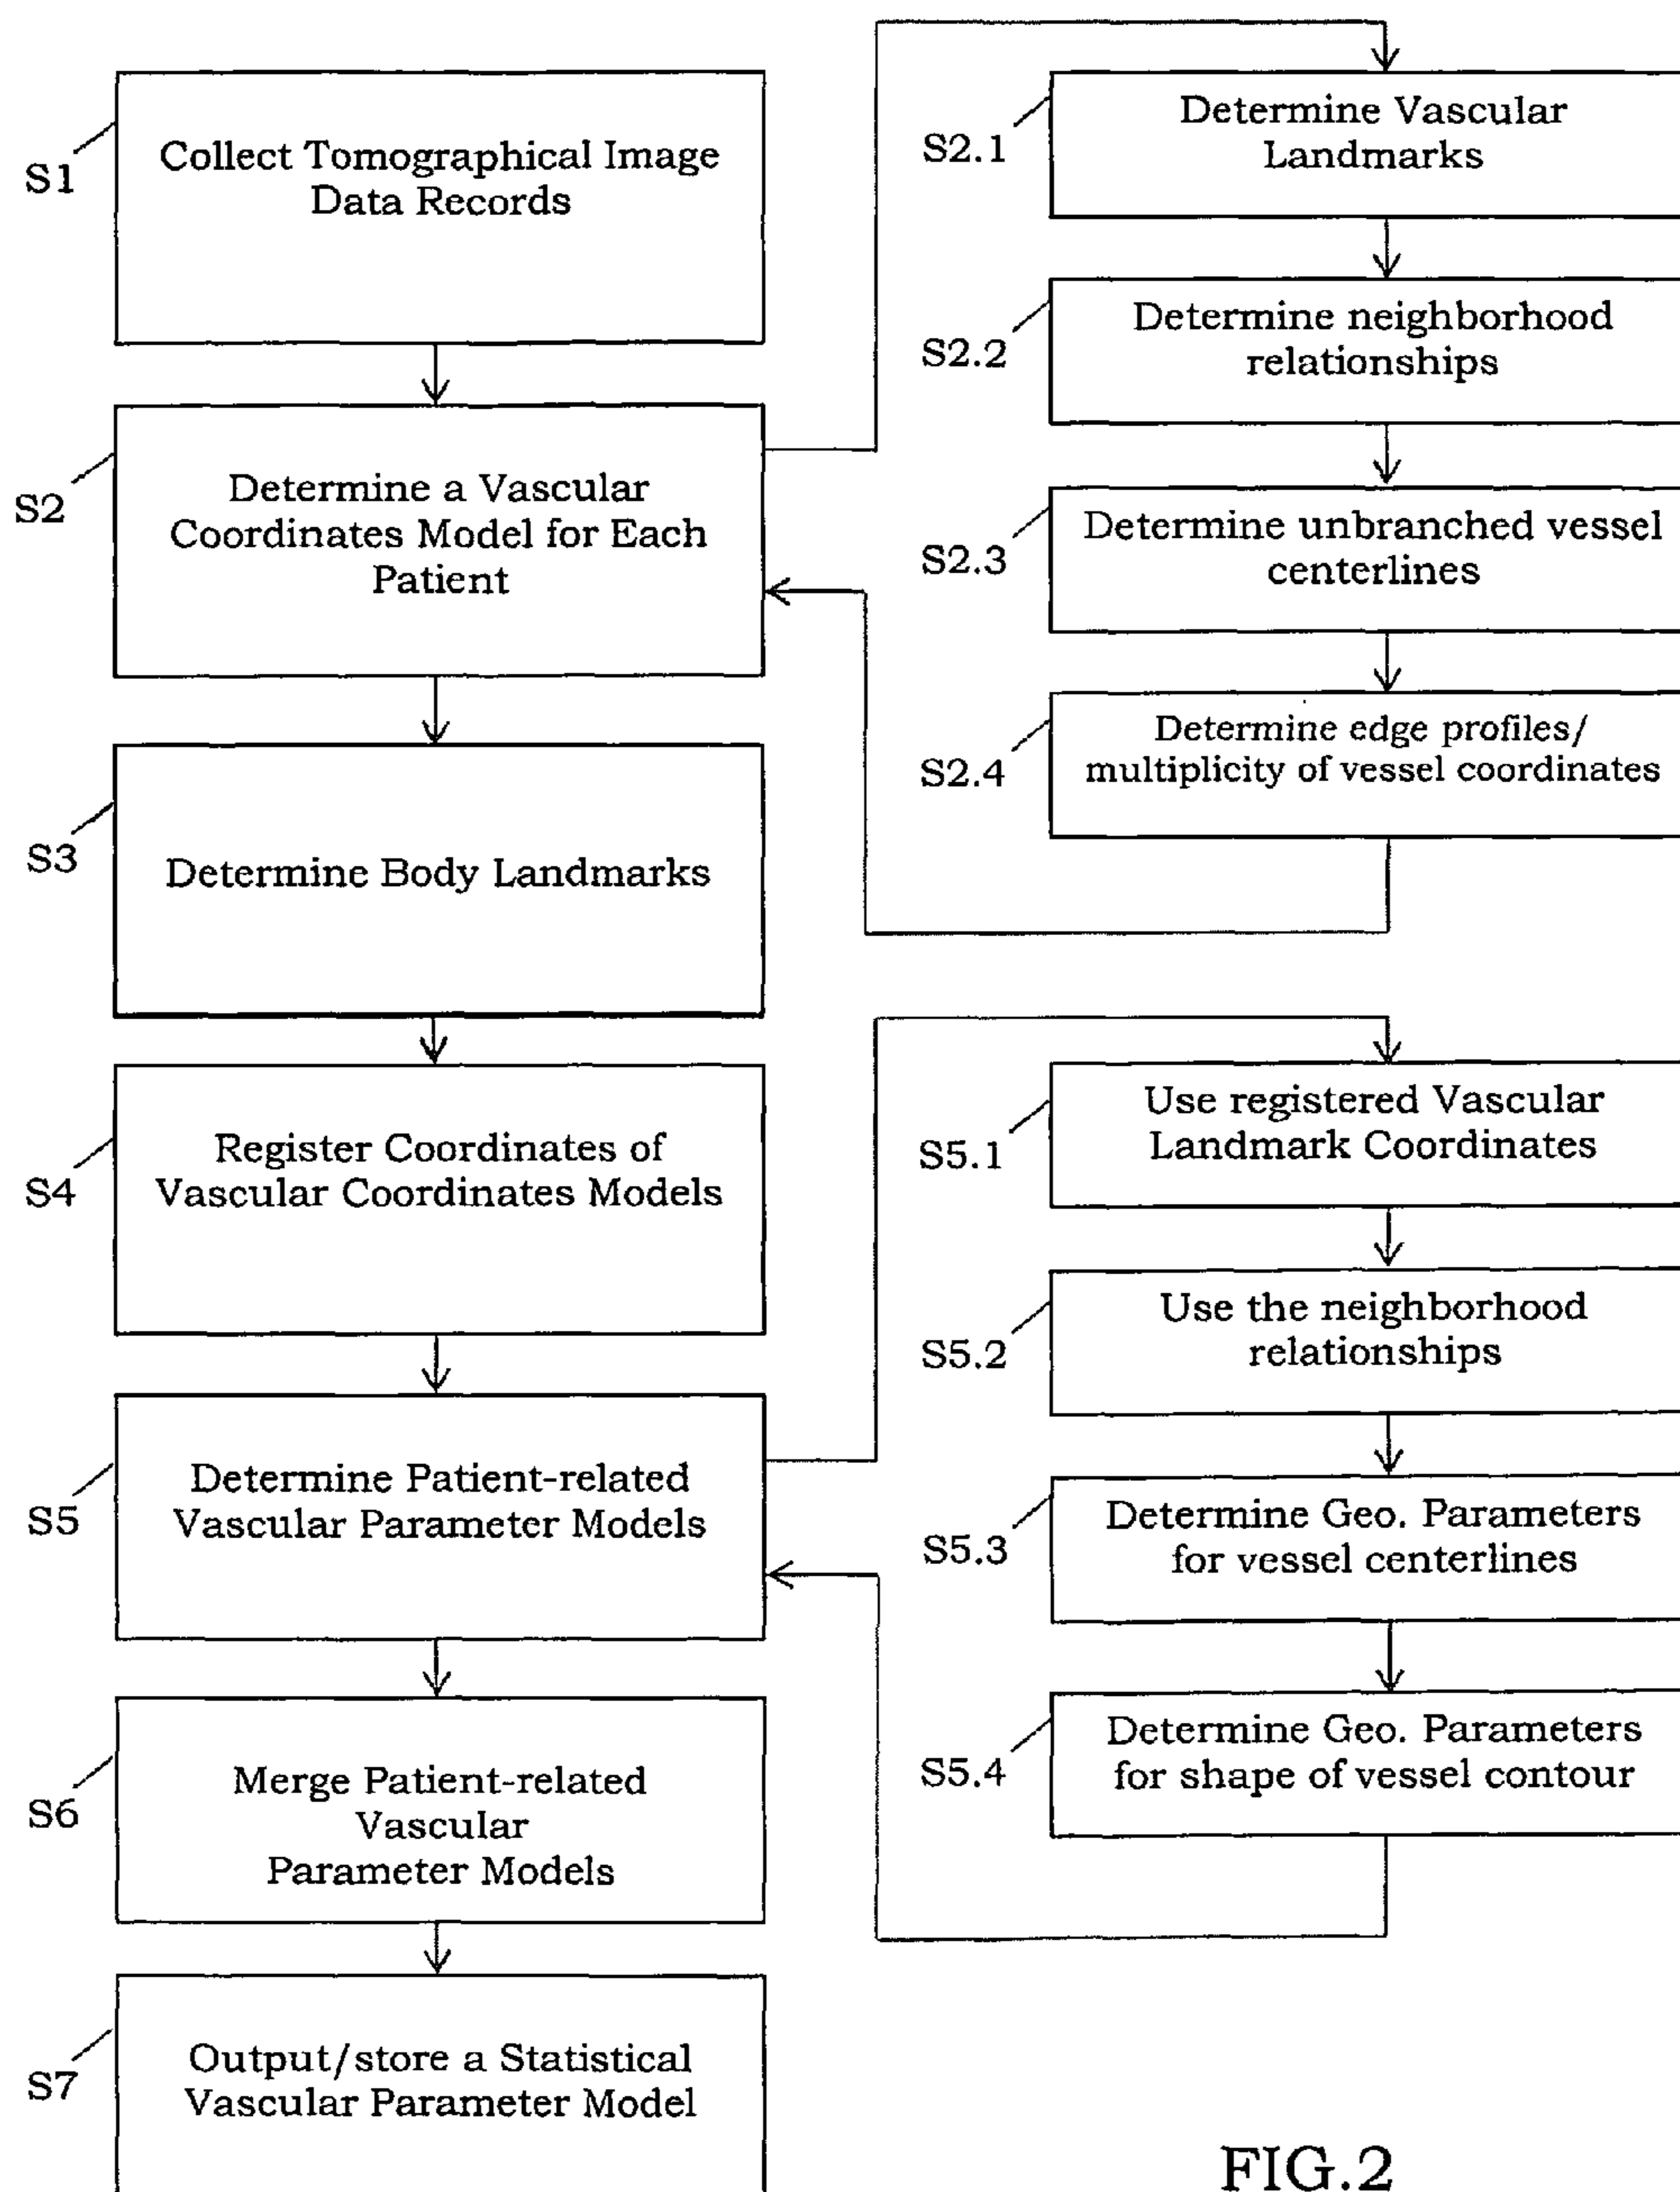 S1
Collect Tomographical Image
Data Records
S2
Determine a Vascular
Coordinates Model for Each
Patient
S3
Determine Body Landmarks
S4
Register Coordinates of
Vascular Coordinates Models
S5
Determine Patient-related
Vascular Parameter Models
S6
Merge Patient-related
Vascular
Parameter Models
S7
Output/store a Statistical
Vascular Parameter Model
S2.1
Determine Vascular
Landmarks
S2.2
Determine neighborhood
relationships
S2.3
Determine unbranched vessel
centerlines
S2.4
Determine edge profiles/
multiplicity of vessel coordinates
S5.1
Use registered Vascular
Landmark Coordinates
S5.2
Use the neighborhood
relationships
S5.3
Determine Geo. Parameters
for vessel centerlines
S5.4
Determine Geo. Parameters
for shape of vessel contour
FIG.2